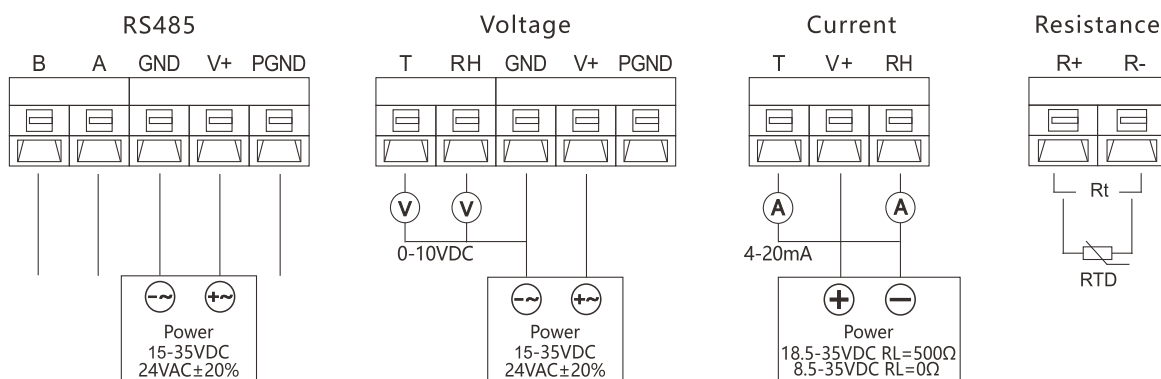 RS485 Voltage Current Resistance
B A GND V+ PGND T RH GND V+ PGND T V+ RH R+ R-
V V A A Rt
0-10VDC 4-20mA
RTD
-~ +~ -~ +~ + −
Power Power Power
15-35VDC 15-35VDC 18.5-35VDC RL=500Ω
24VAC±20% 24VAC±20% 8.5-35VDC RL=0Ω